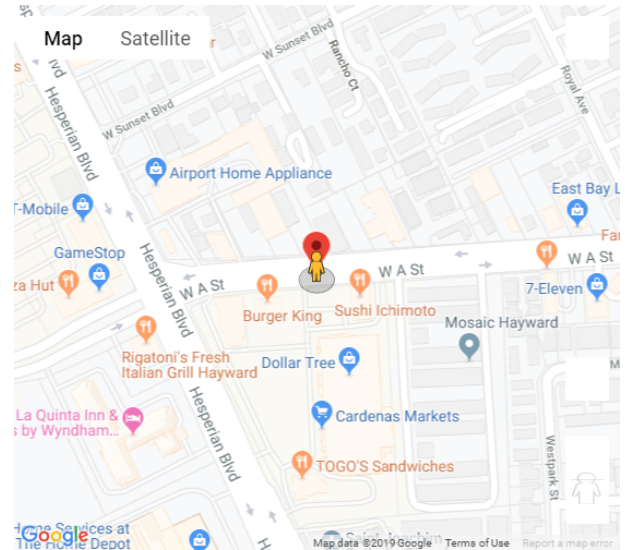 Map
Satellite
W Sunset Blvd
Rancho Ct
Royal Ave
Hesperian Blvd
W Sunset Blvd
Airport Home Appliance
East Bay L
T-Mobile
GameStop
Hesperian Blvd
W A St
W A St
W A St
za Hut
Burger King
Sushi Ichimoto
7-Eleven
Mosaic Hayward
Rigatoni's Fresh
Italian Grill Hayward
Dollar Tree
La Quinta Inn &
s by Wyndham...
Cardenas Markets
Hesperian Blvd
TOGO'S Sandwiches
Westpark St
Home Services at
The Home Depot
Google
Map data ©2019 Google
Terms of Use
Report a map error